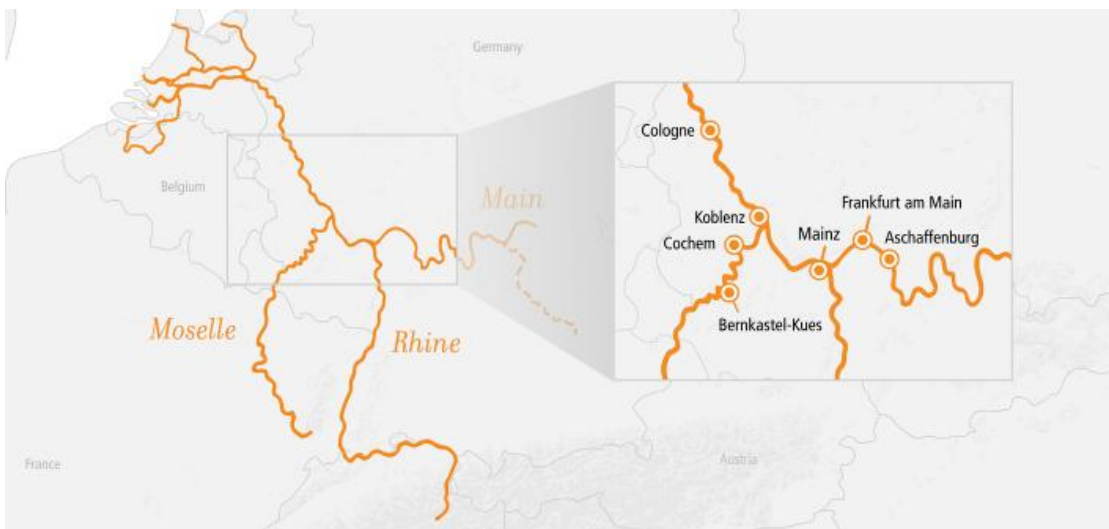 Germany
Belgium
Main
Moselle
Rhine
France
Austria
Cologne
Koblenz
Cochem
Mainz
Frankfurt am Main
Aschaffenburg
Bernkastel-Kues